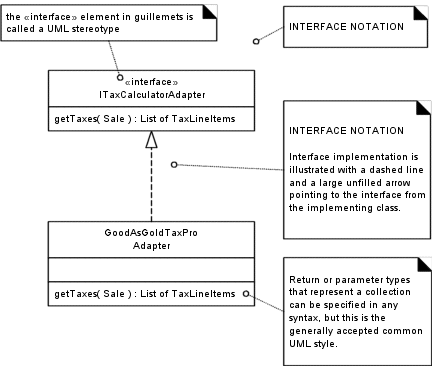 the «interface» element in guillemets is
called a UML stereotype
INTERFACE NOTATION
«interface»
ITaxCalculatorAdapter
getTaxes( Sale ) : List of TaxLineItems
INTERFACE NOTATION
Interface implementation is
illustrated with a dashed line
and a large unfilled arrow
pointing to the interface from
the implementing class.
GoodAsGoldTaxPro
Adapter
getTaxes( Sale ) : List of TaxLineItems
Return or parameter types
that represent a collection
can be specified in any
syntax, but this is the
generally accepted common
UML style.